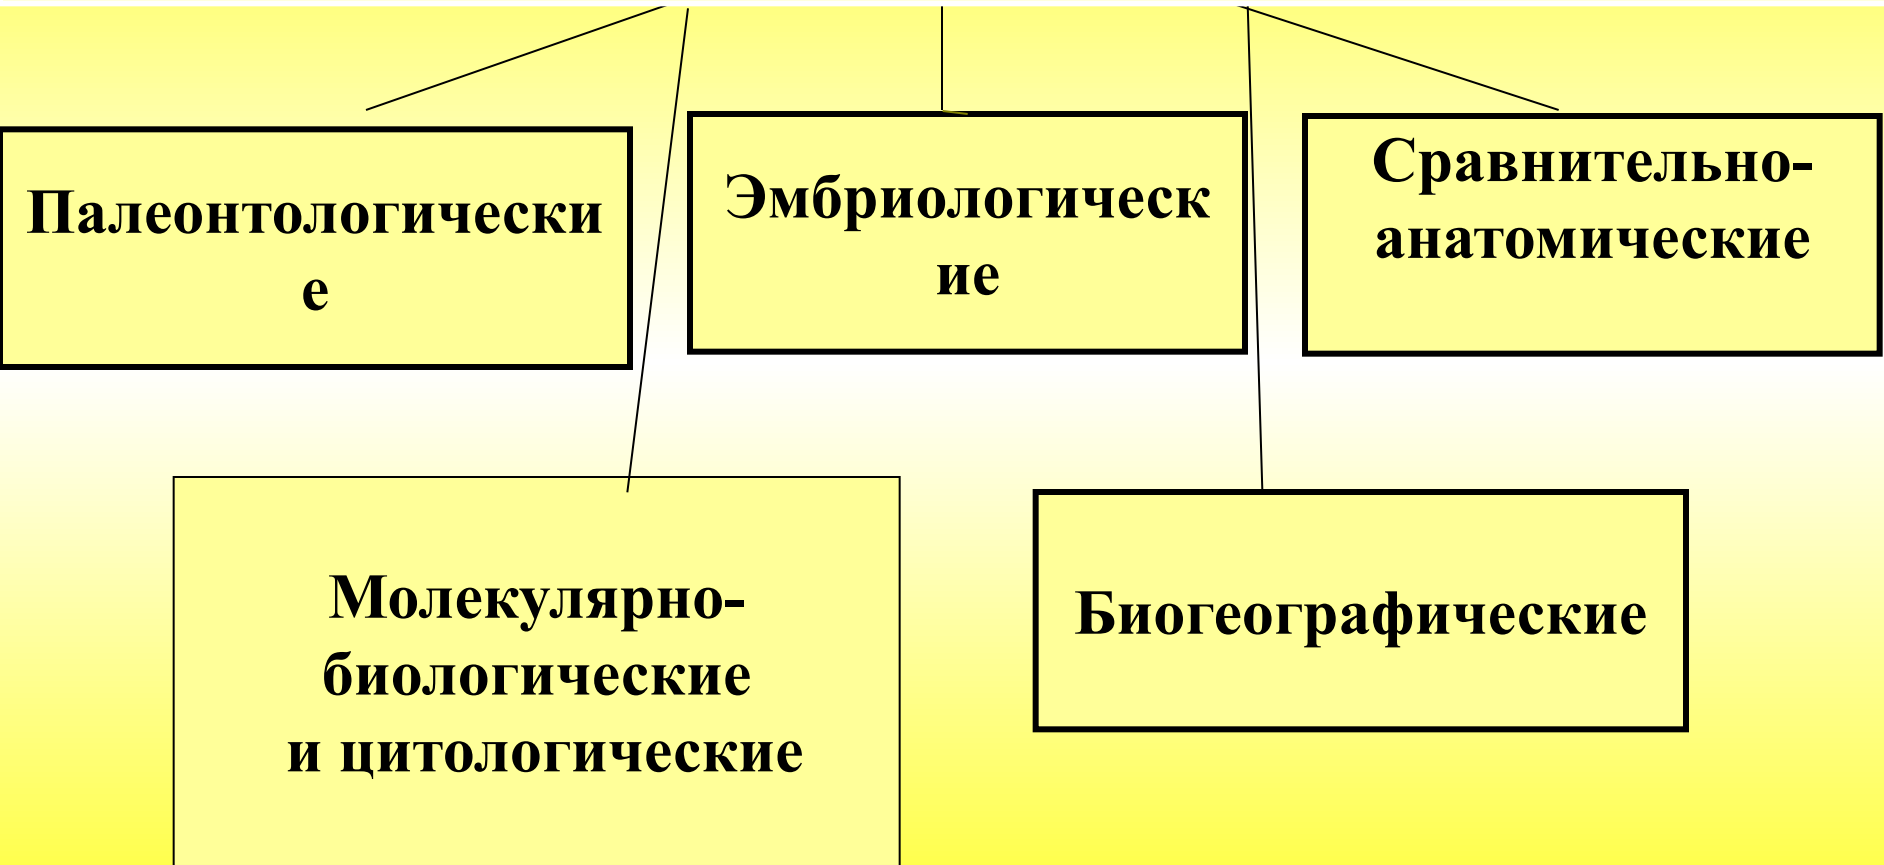 Палеонтологически
е
Эмбриологическ
ие
Сравнительно-
анатомические
Молекулярно-
биологические
и цитологические
Биогеографические